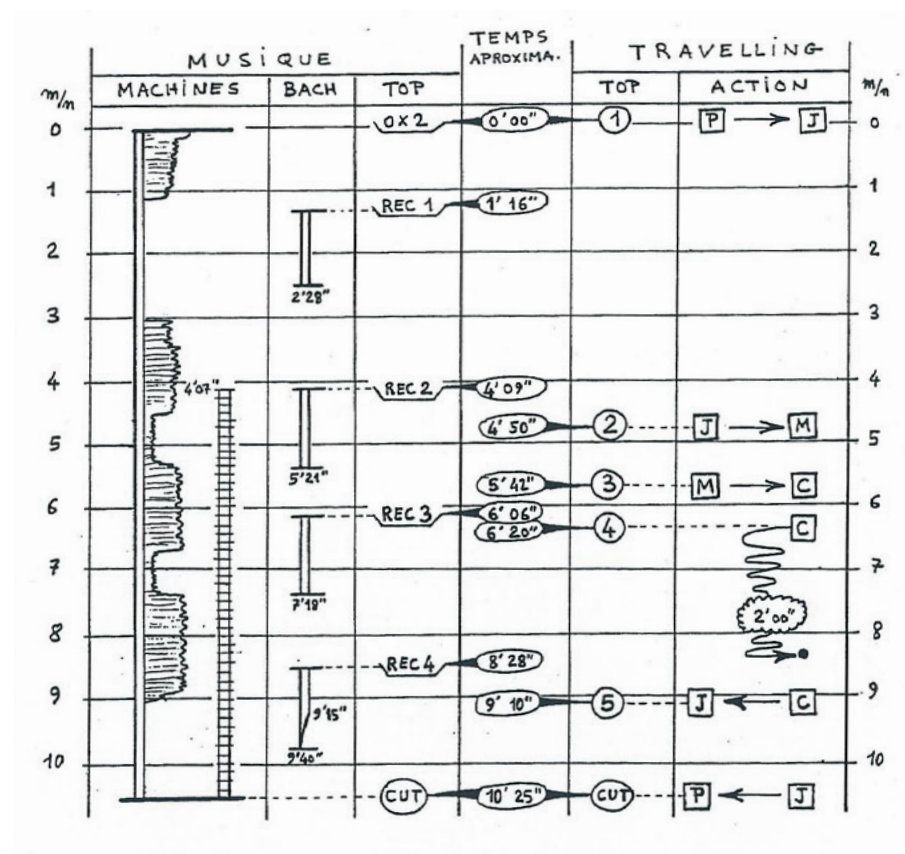 MUSIQUE TEMPS APROXIMA. TRAVELLING
m/n MACHINES BACH TOP TOP ACTION m/n
0 0X2 0'00" 1 P J 0
1 REC 1 1'16" 1
2 2
2'28"
3 3
4 4'07" REC 2 4'09" 4
4'50" 2 J M
5 5
5'21" 5'42" 3 M C
6 REC 3 6'06" 6
6'20" 4 C
7 7
7'18" 2'00"
8 8
REC 4 8'28"
9 9'15" 9'10" 5 J C 9
9'40"
10 10
CUT 10'25" CUT P J